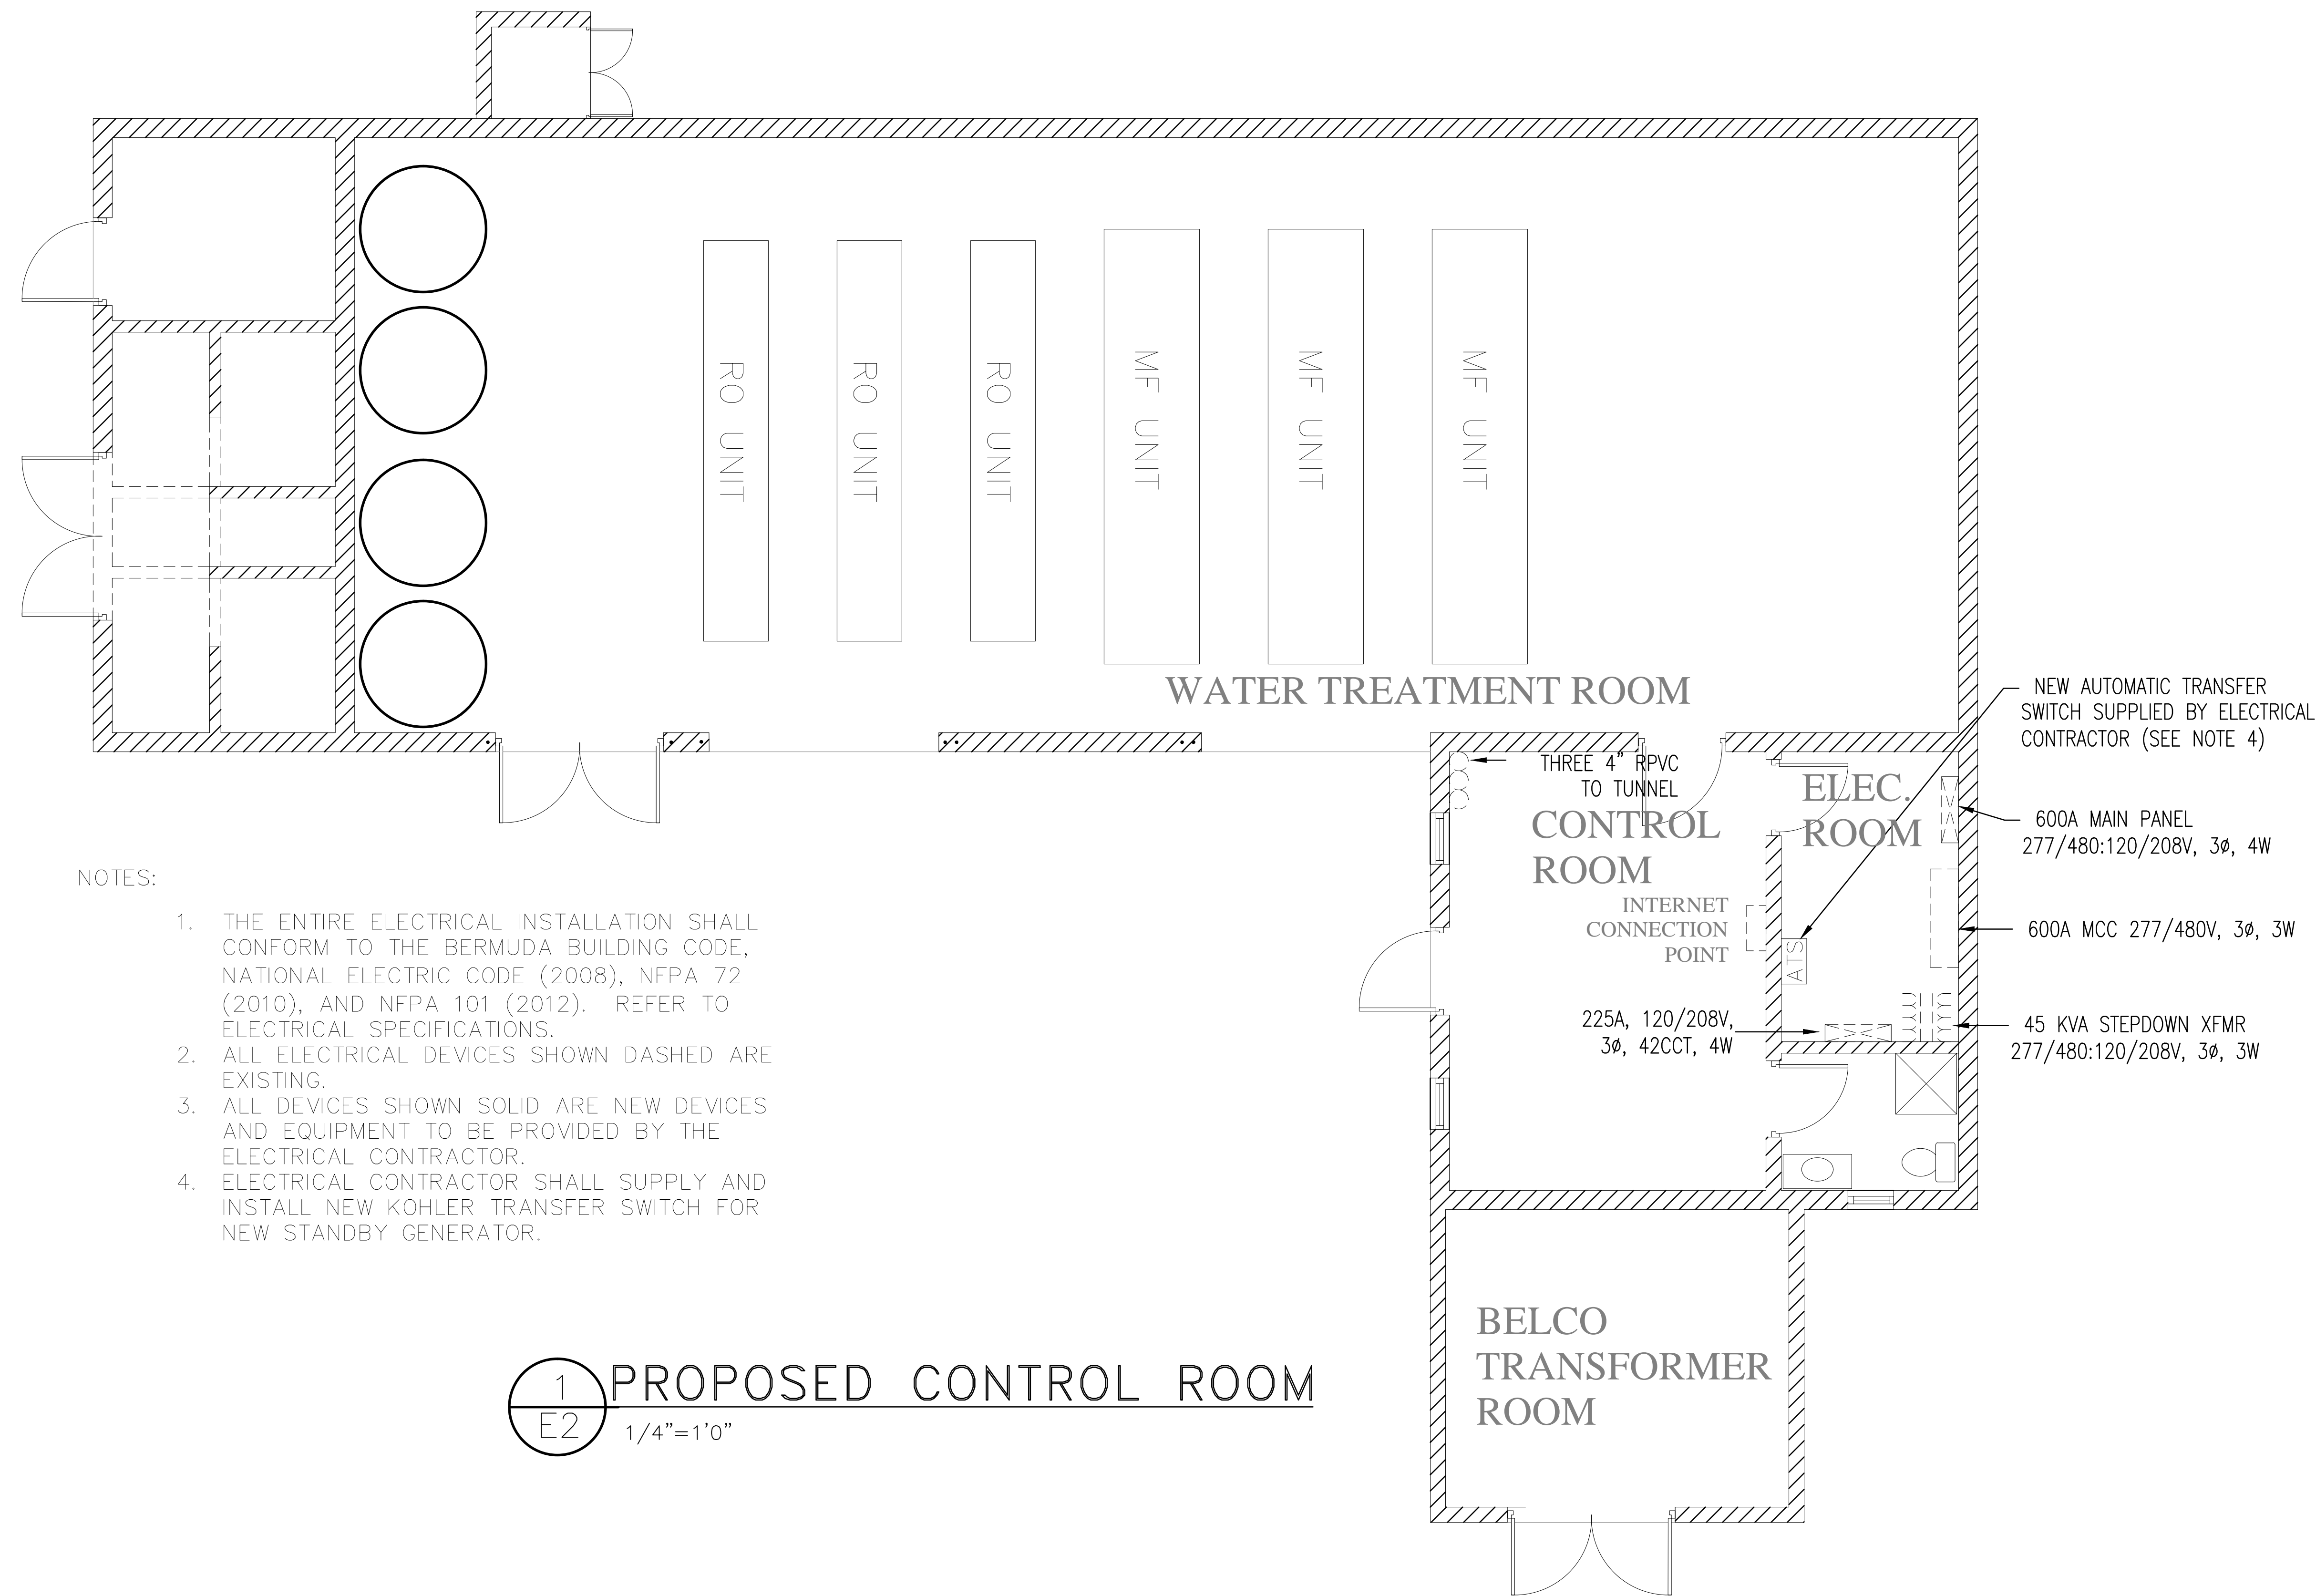 RO UNIT
RO UNIT
RO UNIT
MF UNIT
MF UNIT
MF UNIT
WATER TREATMENT ROOM
NEW AUTOMATIC TRANSFER
SWITCH SUPPLIED BY ELECTRICAL
CONTRACTOR (SEE NOTE 4)
THREE 4" RPVC
TO TUNNEL
ELEC.
ROOM
CONTROL
ROOM
600A MAIN PANEL
277/480:120/208V, 3ø, 4W
INTERNET
CONNECTION
POINT
ATS
600A MCC 277/480V, 3ø, 3W
225A, 120/208V,
3ø, 42CCT, 4W
45 KVA STEPDOWN XFMR
277/480:120/208V, 3ø, 3W
NOTES:
1. THE ENTIRE ELECTRICAL INSTALLATION SHALL
CONFORM TO THE BERMUDA BUILDING CODE,
NATIONAL ELECTRIC CODE (2008), NFPA 72
(2010), AND NFPA 101 (2012). REFER TO
ELECTRICAL SPECIFICATIONS.
2. ALL ELECTRICAL DEVICES SHOWN DASHED ARE
EXISTING.
3. ALL DEVICES SHOWN SOLID ARE NEW DEVICES
AND EQUIPMENT TO BE PROVIDED BY THE
ELECTRICAL CONTRACTOR.
4. ELECTRICAL CONTRACTOR SHALL SUPPLY AND
INSTALL NEW KOHLER TRANSFER SWITCH FOR
NEW STANDBY GENERATOR.
BELCO
TRANSFORMER
ROOM
1
E2
PROPOSED CONTROL ROOM
1/4"=1'0"